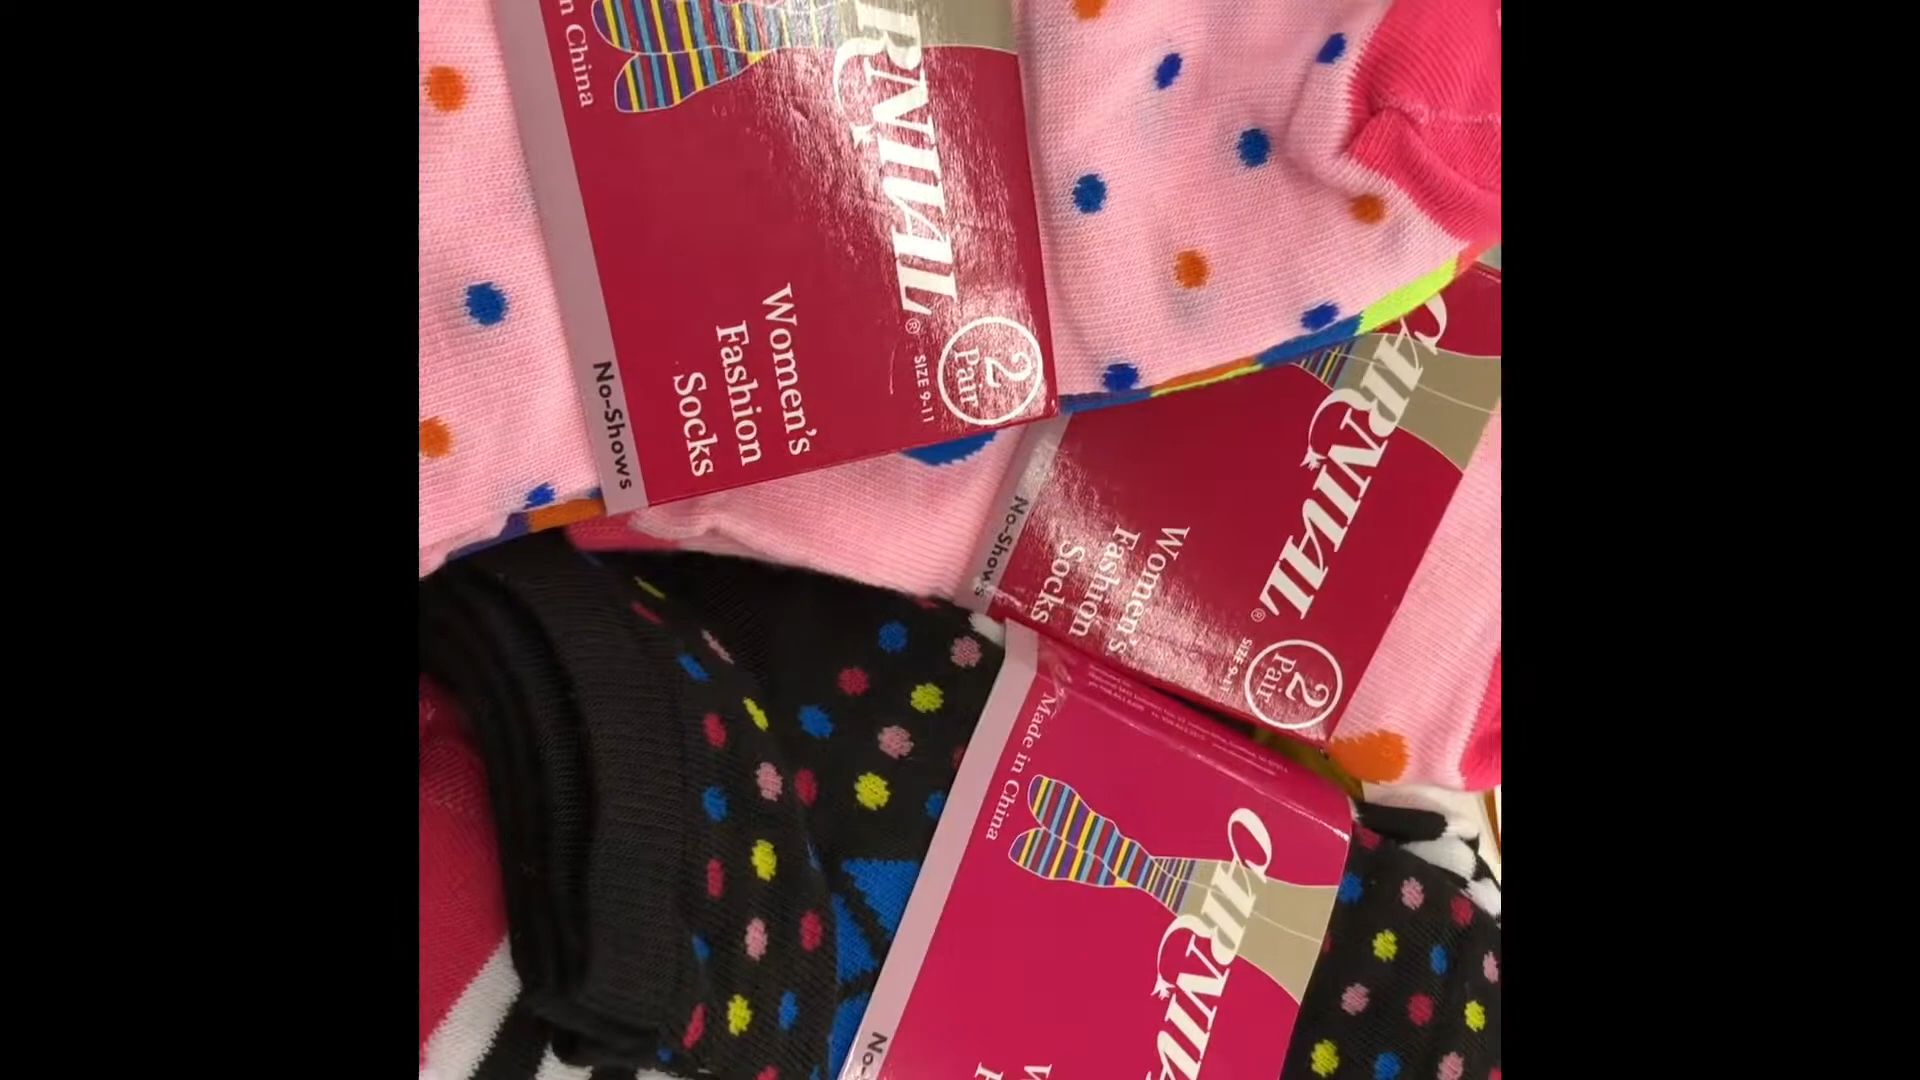 n China
RNIVAL®
2
Pair
SIZE 9-11
Women's
Fashion
Socks
No-Shows
CARNIVAL®
2
Pair
SIZE 9-11
Women's
Fashion
Socks
No-Shows
Made in China
CARNIVAL
W
F
No-